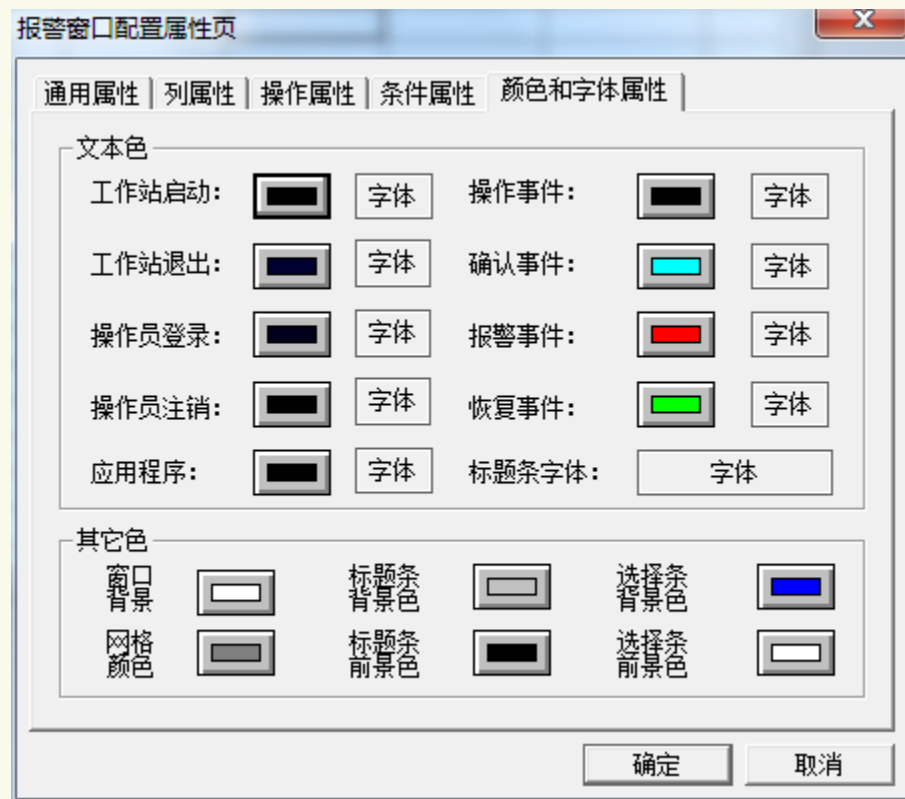 报警窗口配置属性页
通用属性 列属性 操作属性 条件属性 颜色和字体属性
文本色
工作站启动： 字体 操作事件： 字体
工作站退出： 字体 确认事件： 字体
操作员登录： 字体 报警事件： 字体
操作员注销： 字体 恢复事件： 字体
应用程序： 字体 标题条字体： 字体
其它色
窗口 标题条 选择条
背景 背景色 背景色
网格 标题条 选择条
颜色 前景色 前景色
确定 取消